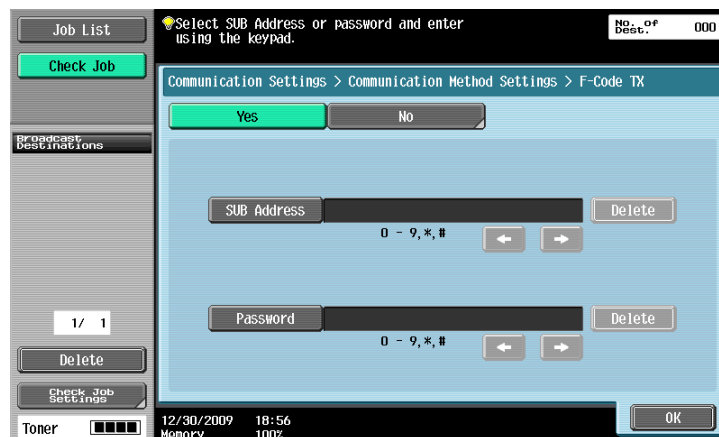 Job List
Check Job
Select SUB Address or password and enter
using the keypad.
No. of
Dest.
000
Communication Settings > Communication Method Settings > F-Code TX
Yes
No
Broadcast
Destinations
SUB Address
Delete
0 - 9,*,#
Password
Delete
0 - 9,*,#
1/ 1
Delete
Check Job
Settings
Toner
12/30/2009 18:56
Memory 100%
OK